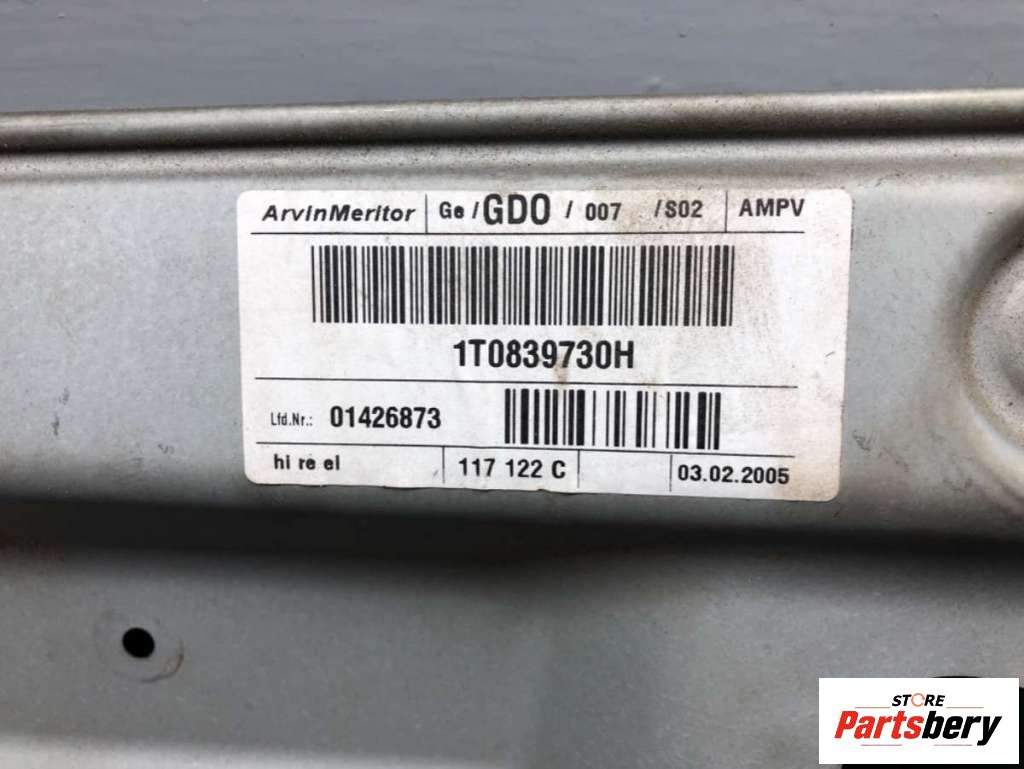 ArvinMeritor Ge / GDO / 007 / S02 AMPV
1T0839730H
Lfd.Nr.: 01426873
hi re el 117 122 C 03.02.2005
STORE
Partsbery